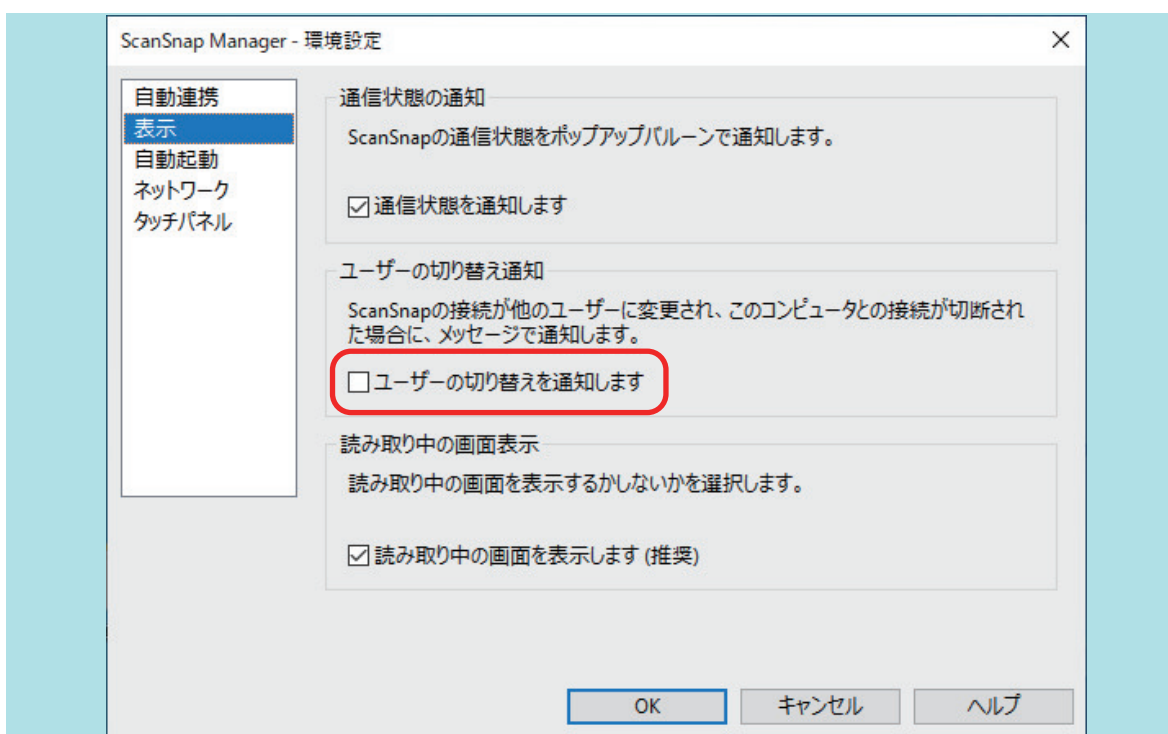 ScanSnap Manager - 環境設定
自動連携
表示
自動起動
ネットワーク
タッチパネル
通信状態の通知
ScanSnapの通信状態をポップアップバルーンで通知します。
通信状態を通知します
ユーザーの切り替え通知
ScanSnapの接続が他のユーザーに変更され、このコンピュータとの接続が切断され
た場合に、メッセージで通知します。
ユーザーの切り替えを通知します
読み取り中の画面表示
読み取り中の画面を表示するかしないかを選択します。
読み取り中の画面を表示します (推奨)
OK
キャンセル
ヘルプ